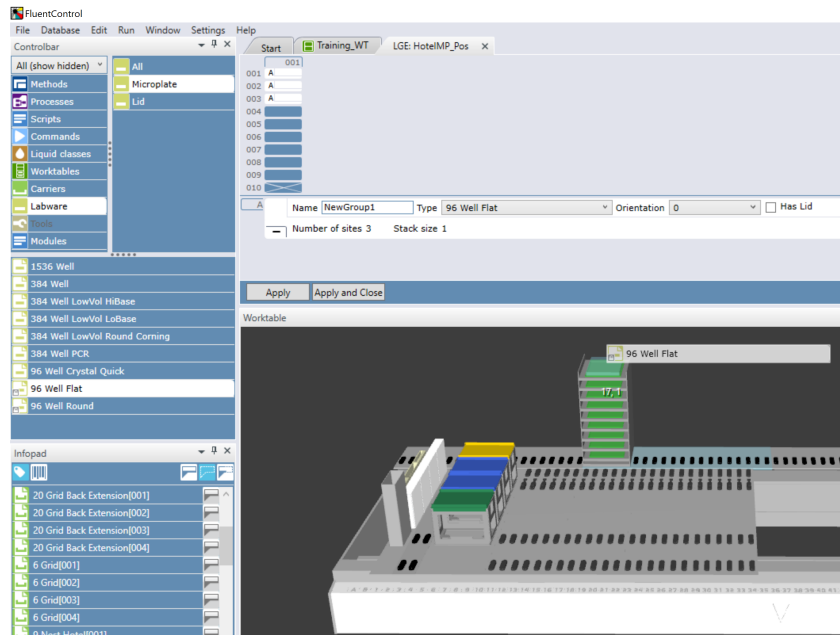 FluentControl
File Database Edit Run Window Settings Help
Controlbar
Start Training_WT LGE: HotelMP_Pos
All (show hidden)
Methods
Processes
Scripts
Commands
Liquid classes
Worktables
Carriers
Labware
Tools
Modules
All
Microplate
Lid
001
001 A
002 A
003 A
004
005
006
007
008
009
010
A
Name NewGroup1 Type 96 Well Flat Orientation 0 Has Lid
Number of sites 3 Stack size 1
Apply Apply and Close
1536 Well
384 Well
384 Well LowVol HiBase
384 Well LowVol LoBase
384 Well LowVol Round Corning
384 Well PCR
96 Well Crystal Quick
96 Well Flat
96 Well Round
Worktable
96 Well Flat
17, 1
Infopad
20 Grid Back Extension[001]
20 Grid Back Extension[002]
20 Grid Back Extension[003]
20 Grid Back Extension[004]
6 Grid[001]
6 Grid[002]
6 Grid[003]
6 Grid[004]
9 Nest Hotel[001]